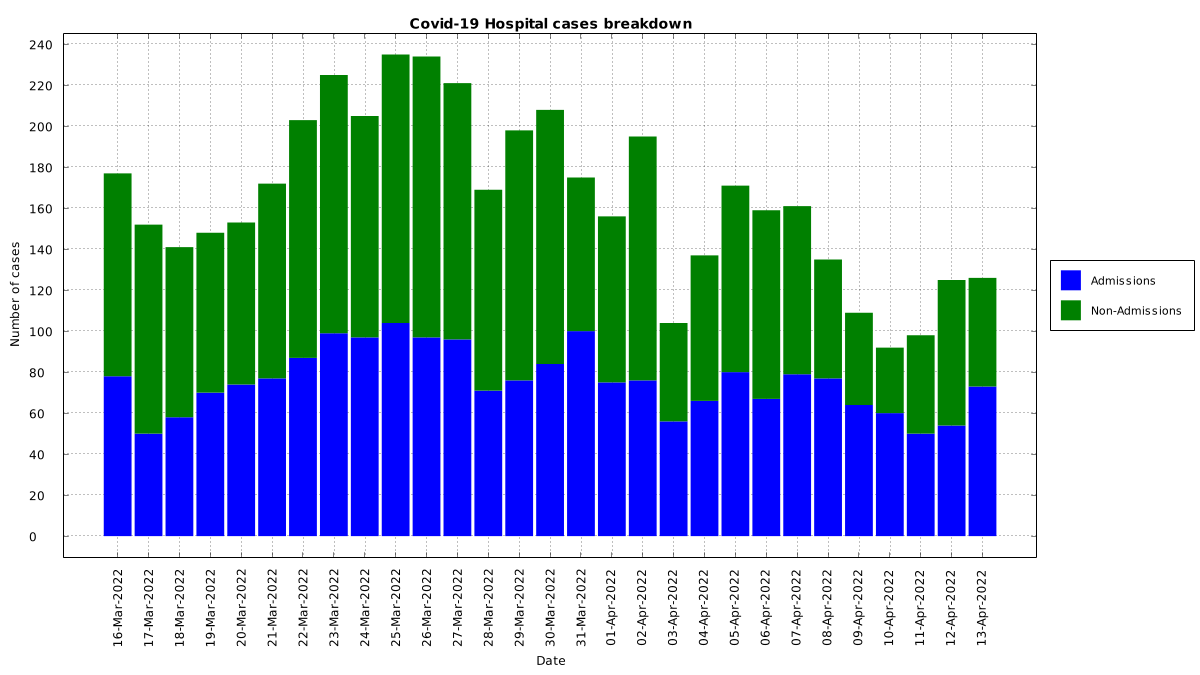 Covid-19 Hospital cases breakdown
240
220
200
180
160
140
120
100
80
60
40
20
0
Number of cases
16-Mar-2022
17-Mar-2022
18-Mar-2022
19-Mar-2022
20-Mar-2022
21-Mar-2022
22-Mar-2022
23-Mar-2022
24-Mar-2022
25-Mar-2022
26-Mar-2022
27-Mar-2022
28-Mar-2022
29-Mar-2022
30-Mar-2022
31-Mar-2022
01-Apr-2022
02-Apr-2022
03-Apr-2022
04-Apr-2022
05-Apr-2022
06-Apr-2022
07-Apr-2022
08-Apr-2022
09-Apr-2022
10-Apr-2022
11-Apr-2022
12-Apr-2022
13-Apr-2022
Date
Admissions
Non-Admissions